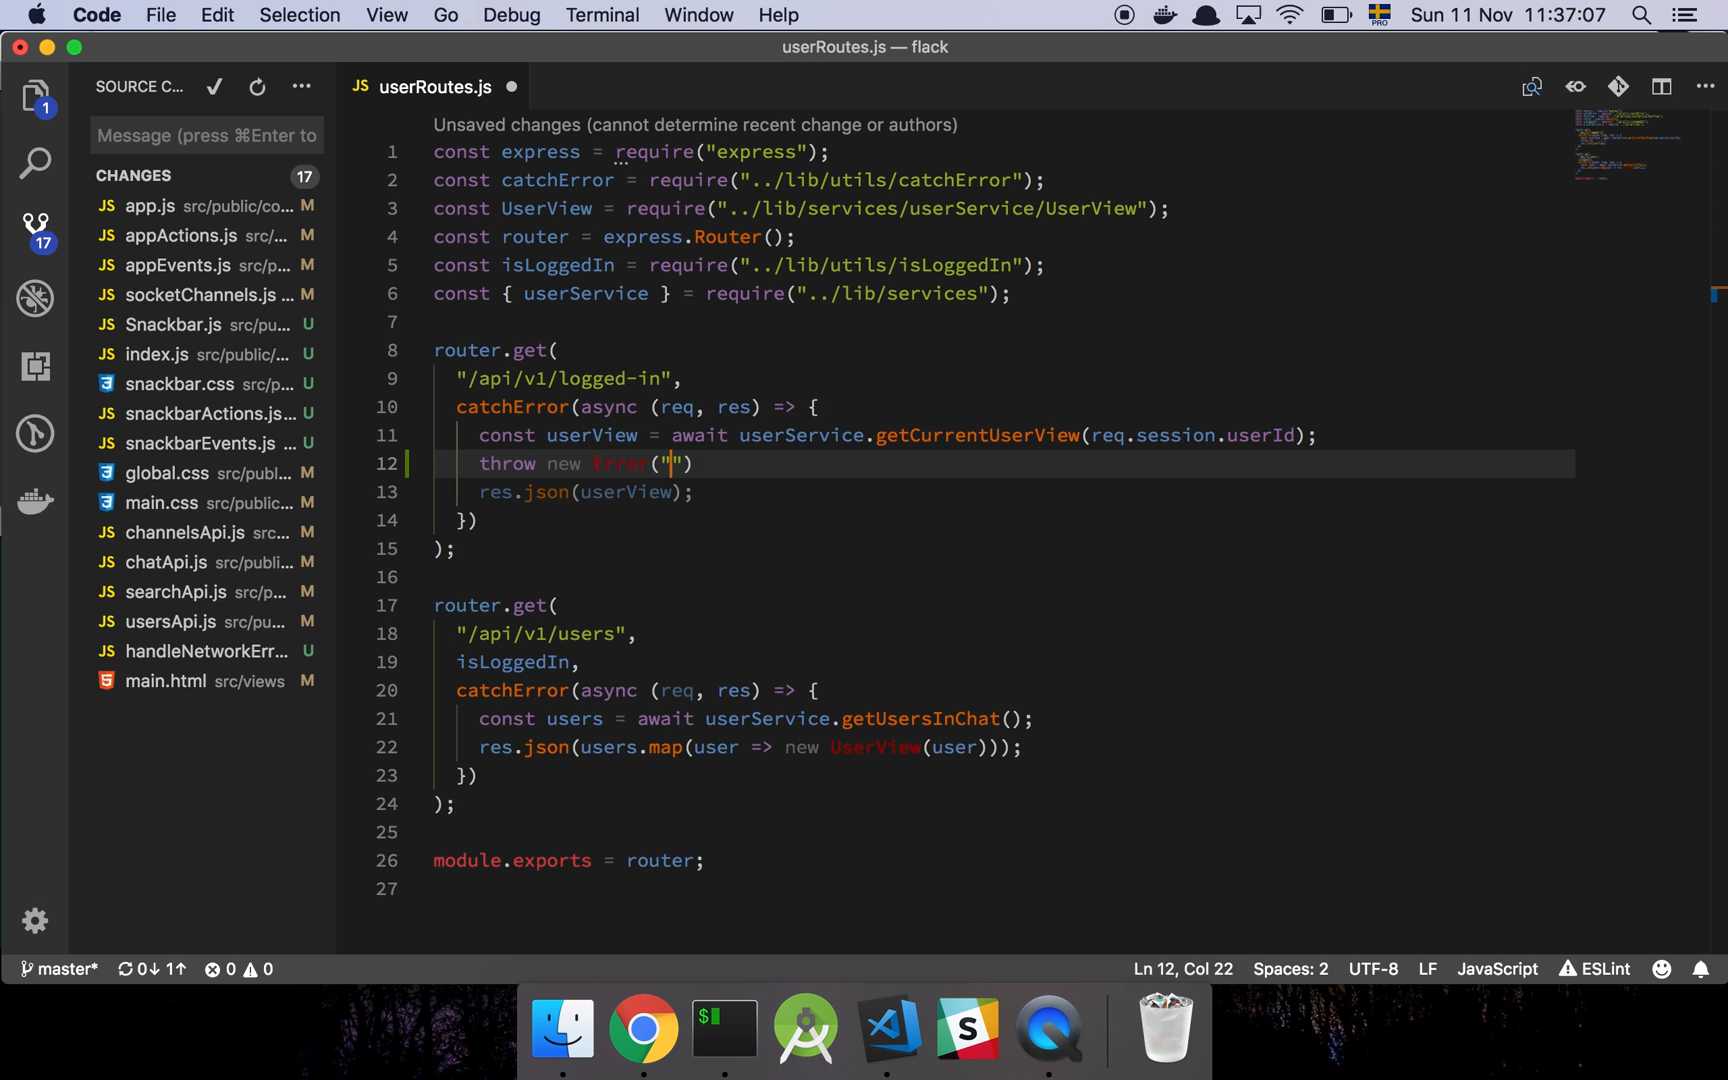 Code File Edit Selection View Go Debug Terminal Window Help PRO Sun 11 Nov 11:37:07
userRoutes.js — flack
SOURCE C...
JS userRoutes.js
1
Message (press ⌘Enter to
CHANGES 17
17
JS app.js src/public/co... M
JS appActions.js src/... M
JS appEvents.js src/p... M
JS socketChannels.js ... M
JS Snackbar.js src/pu... U
JS index.js src/public/... U
snackbar.css src/p... U
JS snackbarActions.js... U
JS snackbarEvents.js ... U
global.css src/publ... M
main.css src/public... M
JS channelsApi.js src... M
JS chatApi.js src/publi... M
JS searchApi.js src/p... M
JS usersApi.js src/pu... M
JS handleNetworkErr... U
main.html src/views M
Unsaved changes (cannot determine recent change or authors)
1 const express = require("express");
2 const catchError = require("../lib/utils/catchError");
3 const UserView = require("../lib/services/userService/UserView");
4 const router = express.Router();
5 const isLoggedIn = require("../lib/utils/isLoggedIn");
6 const { userService } = require("../lib/services");
7
8 router.get(
9 "/api/v1/logged-in",
10 catchError(async (req, res) => {
11 const userView = await userService.getCurrentUserView(req.session.userId);
12 throw new Error("")
13 res.json(userView);
14 })
15 );
16
17 router.get(
18 "/api/v1/users",
19 isLoggedIn,
20 catchError(async (req, res) => {
21 const users = await userService.getUsersInChat();
22 res.json(users.map(user => new UserView(user)));
23 })
24 );
25
26 module.exports = router;
27
master* 0↓ 1↑ 0 0 Ln 12, Col 22 Spaces: 2 UTF-8 LF JavaScript ESLint
$
S